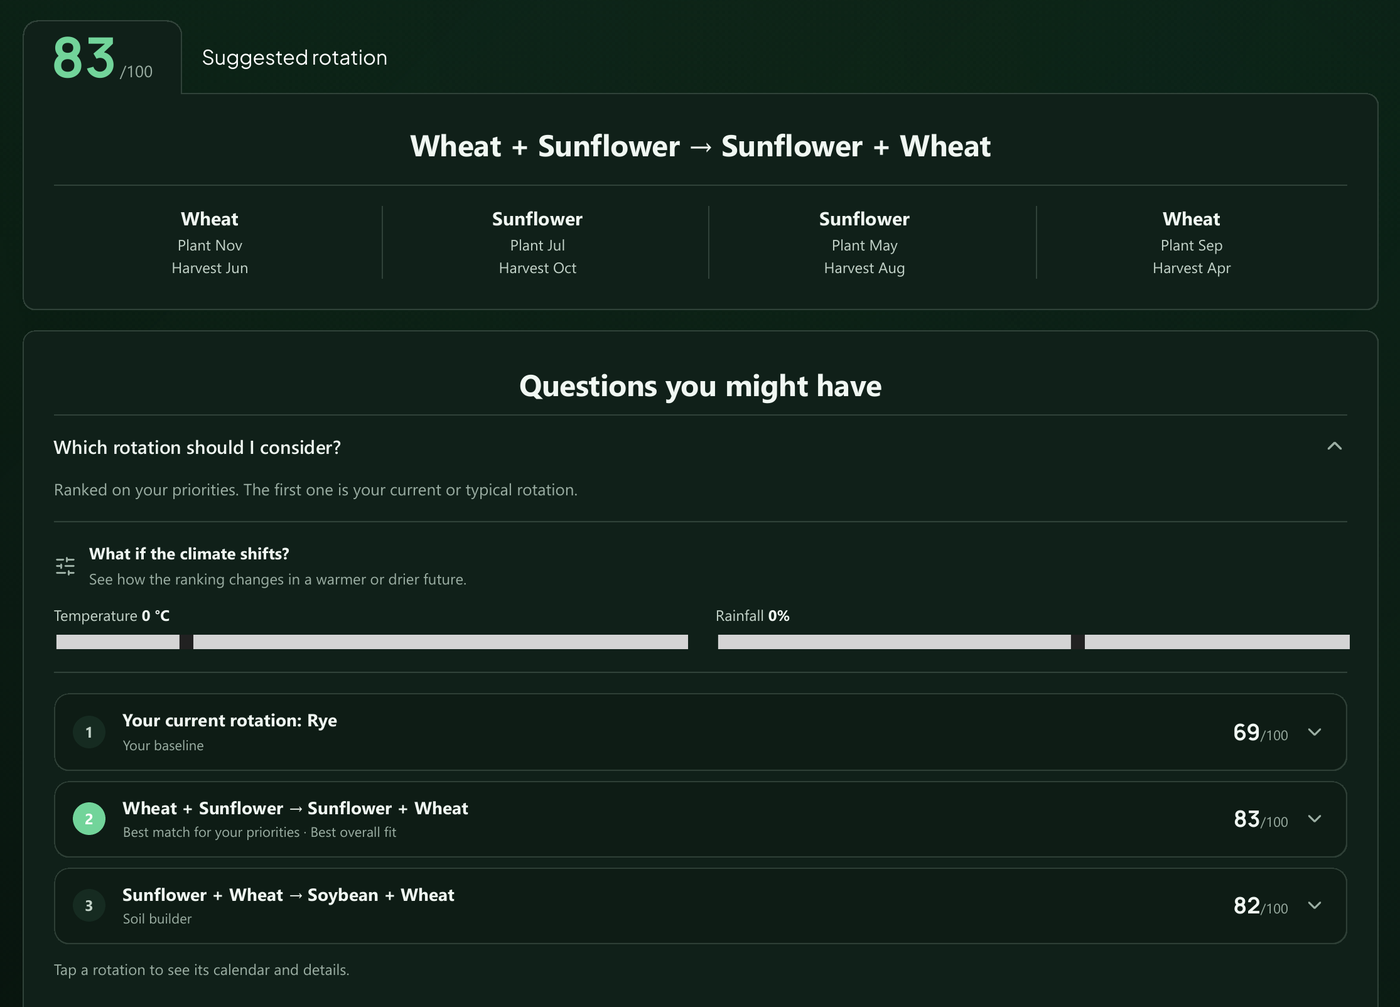 83 /100
Suggested rotation
Wheat + Sunflower → Sunflower + Wheat
Wheat
Plant Nov
Harvest Jun
Sunflower
Plant Jul
Harvest Oct
Sunflower
Plant May
Harvest Aug
Wheat
Plant Sep
Harvest Apr
Questions you might have
Which rotation should I consider?
Ranked on your priorities. The first one is your current or typical rotation.
What if the climate shifts?
See how the ranking changes in a warmer or drier future.
Temperature 0 °C
Rainfall 0%
1
Your current rotation: Rye
Your baseline
69/100
2
Wheat + Sunflower → Sunflower + Wheat
Best match for your priorities · Best overall fit
83/100
3
Sunflower + Wheat → Soybean + Wheat
Soil builder
82/100
Tap a rotation to see its calendar and details.